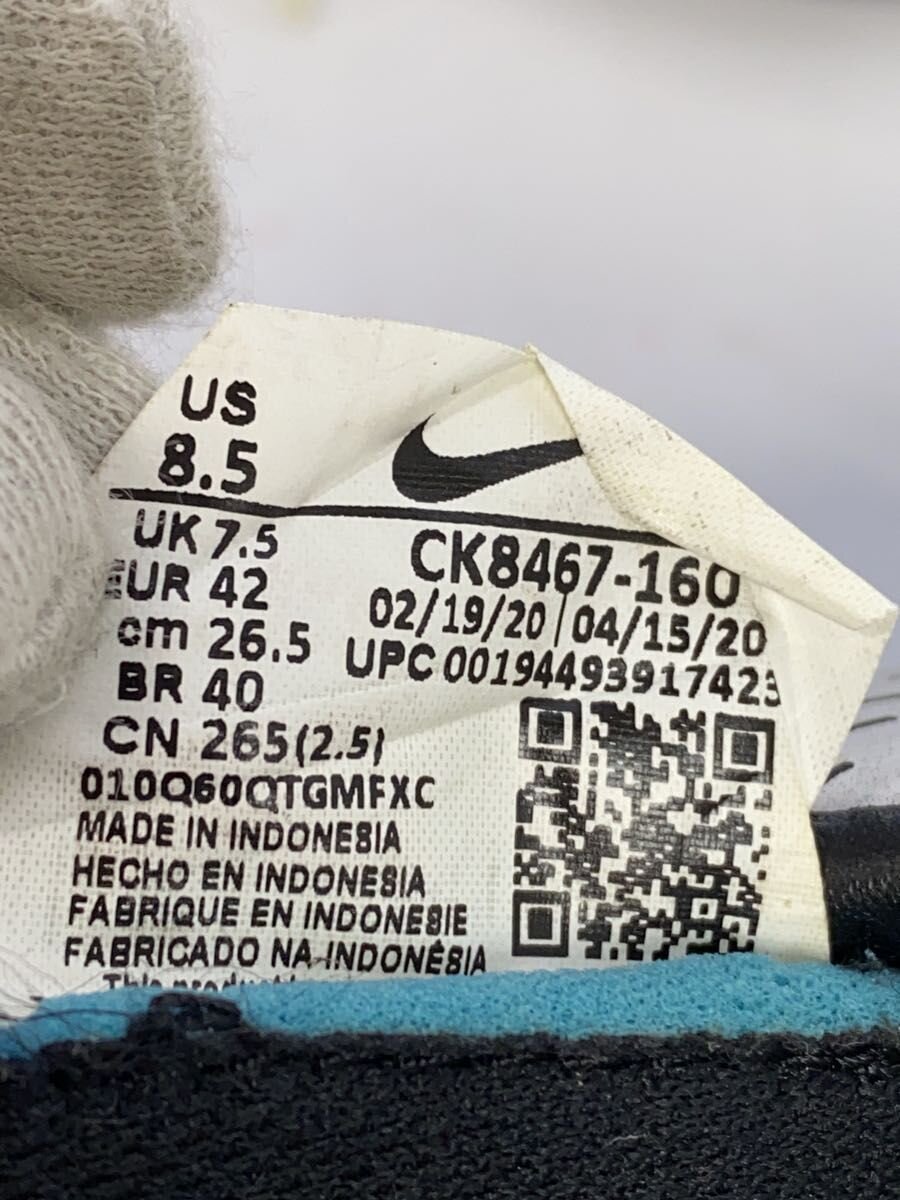 US
8.5
UK 7.5
EUR 42
cm 26.5
BR 40
CN 265(2.5)
CK8467-160
02/19/20 | 04/15/20
UPC 00194493917423
010Q60QTGMFXC
MADE IN INDONESIA
HECHO EN INDONESIA
FABRIQUE EN INDONESIE
FABRICADO NA INDONÉSIA
This product